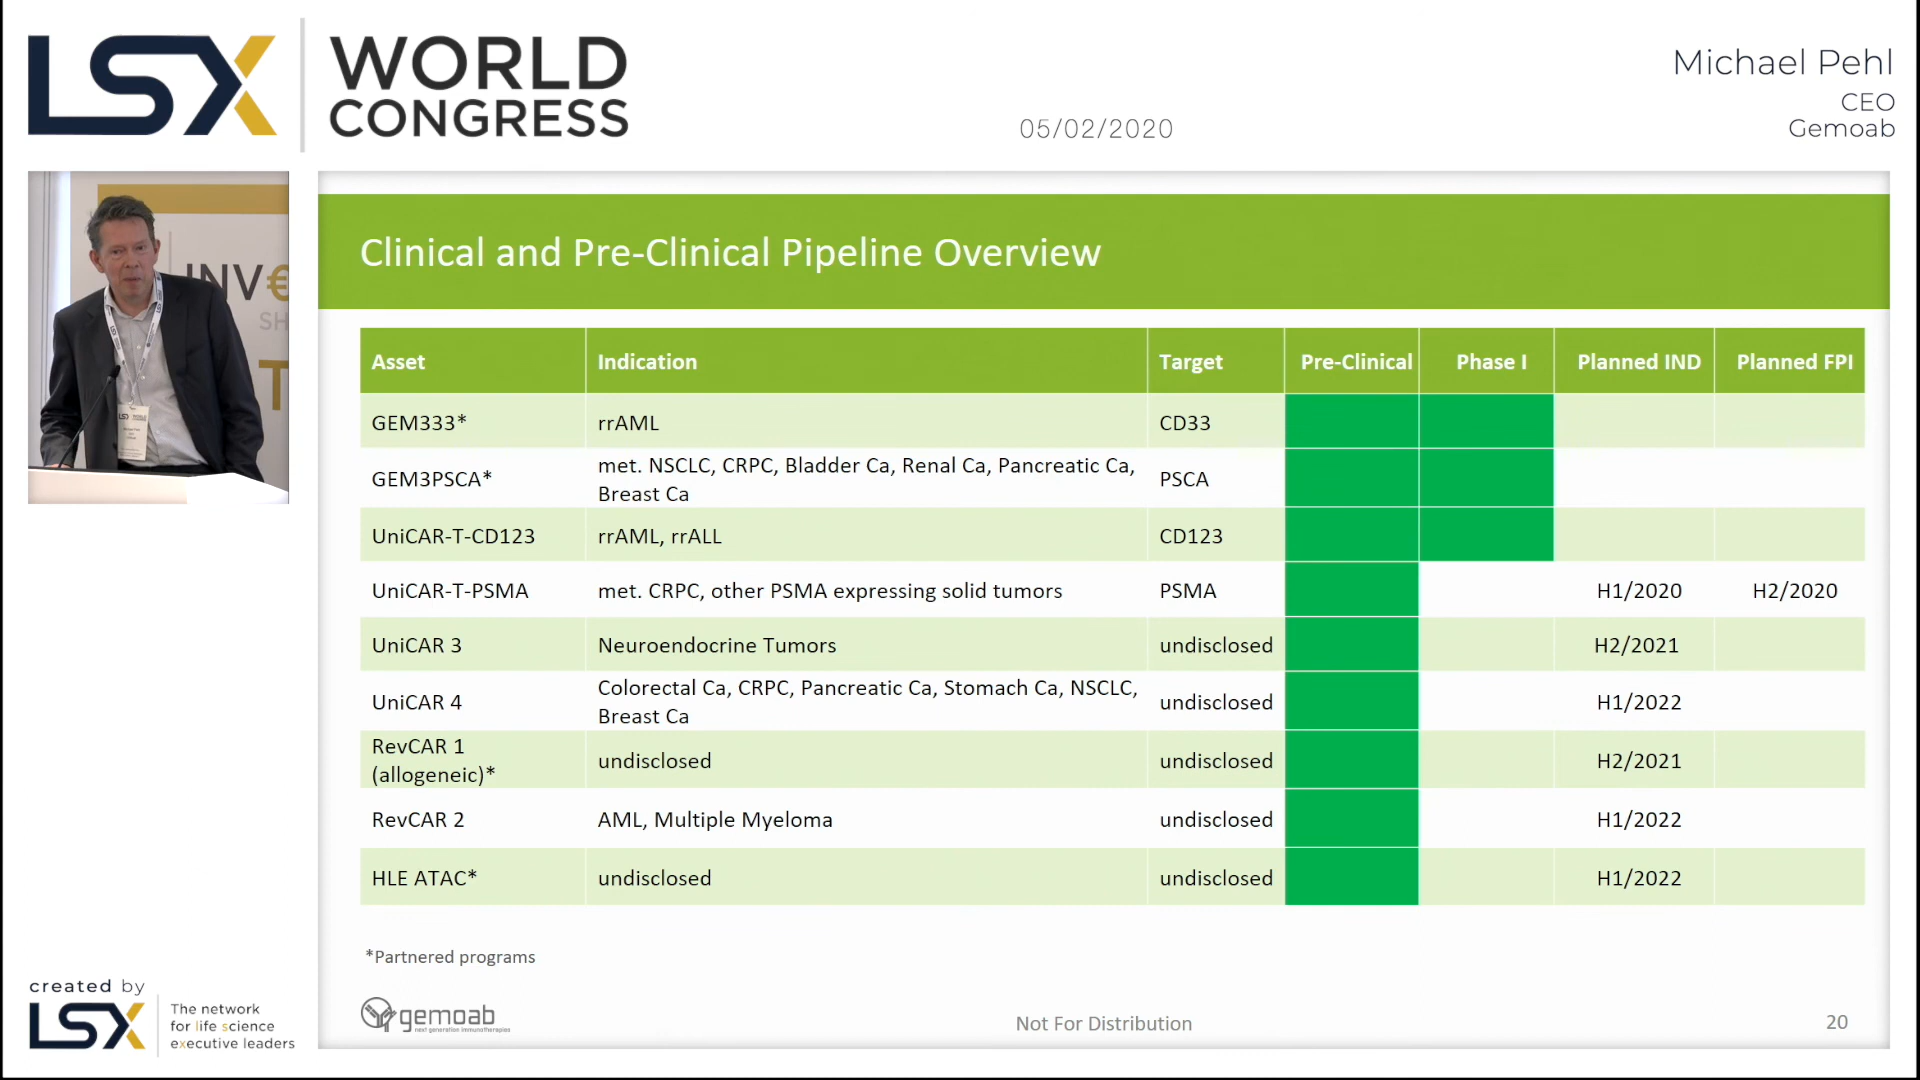 LSX WORLD CONGRESS
05/02/2020
Michael Pehl
CEO
Gemoab
INV€
SH
T
Clinical and Pre-Clinical Pipeline Overview
Asset Indication Target Pre-Clinical Phase I Planned IND Planned FPI
GEM333* rrAML CD33
GEM3PSCA* met. NSCLC, CRPC, Bladder Ca, Renal Ca, Pancreatic Ca, Breast Ca PSCA
UniCAR-T-CD123 rrAML, rrALL CD123
UniCAR-T-PSMA met. CRPC, other PSMA expressing solid tumors PSMA H1/2020 H2/2020
UniCAR 3 Neuroendocrine Tumors undisclosed H2/2021
UniCAR 4 Colorectal Ca, CRPC, Pancreatic Ca, Stomach Ca, NSCLC, Breast Ca undisclosed H1/2022
RevCAR 1 (allogeneic)* undisclosed undisclosed H2/2021
RevCAR 2 AML, Multiple Myeloma undisclosed H1/2022
HLE ATAC* undisclosed undisclosed H1/2022
*Partnered programs
gemoab
next generation immunotherapies
Not For Distribution
20
created by
LSX
The network
for life science
executive leaders